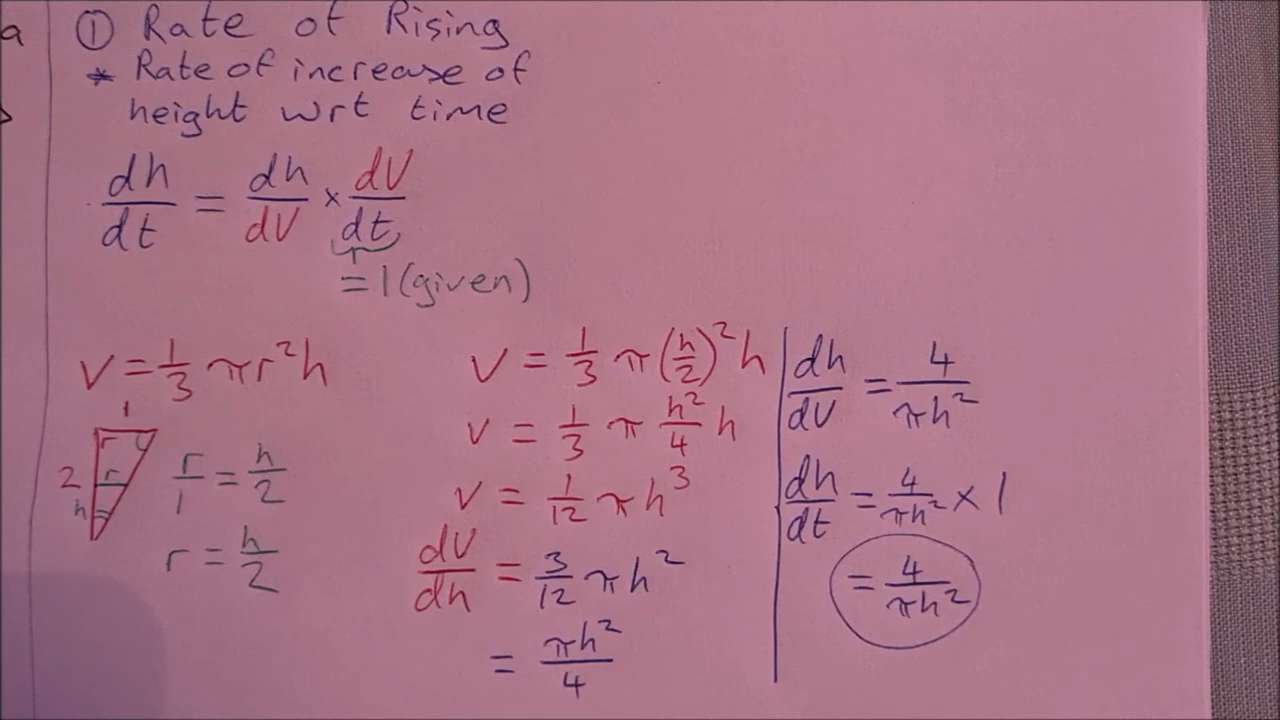 a
① Rate of Rising
* Rate of increase of
height wrt time
dh/dt = dh/dV × dV/dt
= 1 (given)
V = 1/3 πr²h
1
2
r
h
r/1 = h/2
r = h/2
V = 1/3 π(h/2)²h
V = 1/3 π h²/4 h
V = 1/12 πh³
dV/dh = 3/12 πh²
= πh²/4
dh/dV = 4/πh²
dh/dt = 4/πh² × 1
= 4/πh²